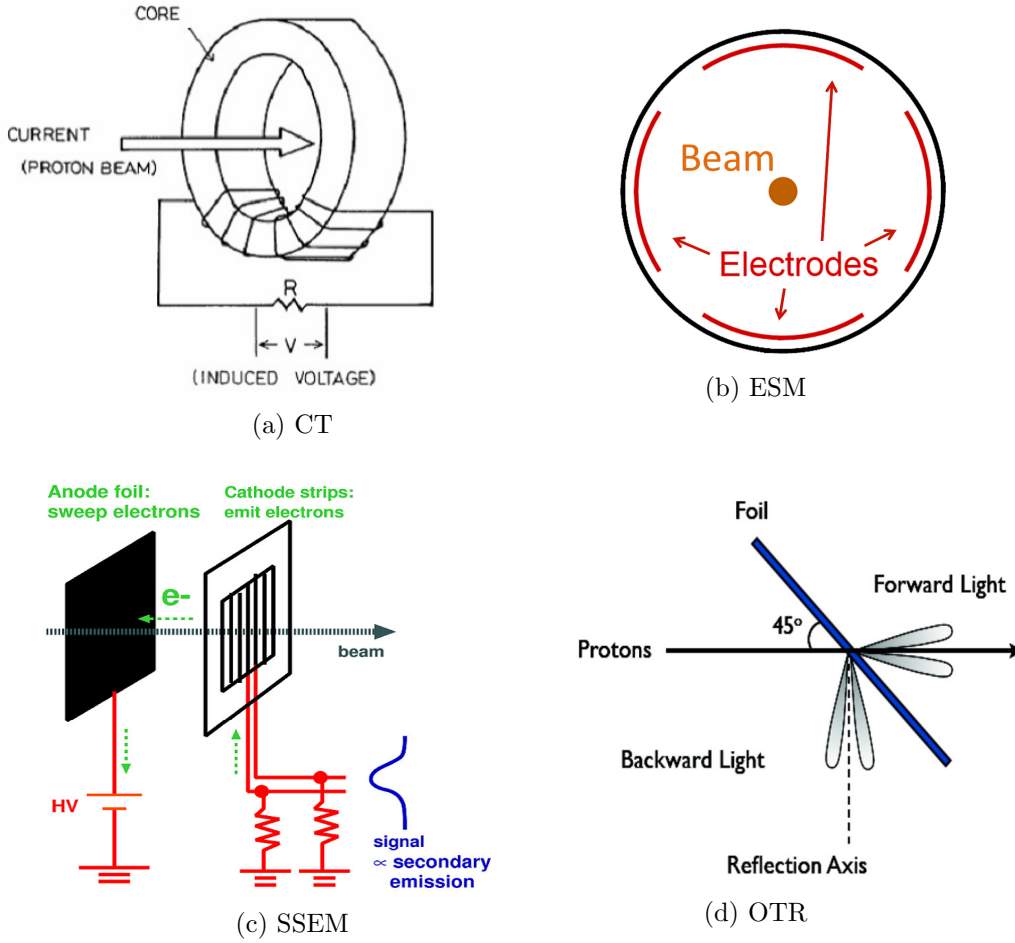 CORE
CURRENT
(PROTON BEAM)
R
V
(INDUCED VOLTAGE)
(a) CT
Beam
Electrodes
(b) ESM
Anode foil:
sweep electrons
Cathode strips:
emit electrons
e-
beam
HV
signal
∝ secondary
emission
(c) SSEM
Foil
Forward Light
45°
Protons
Backward Light
Reflection Axis
(d) OTR